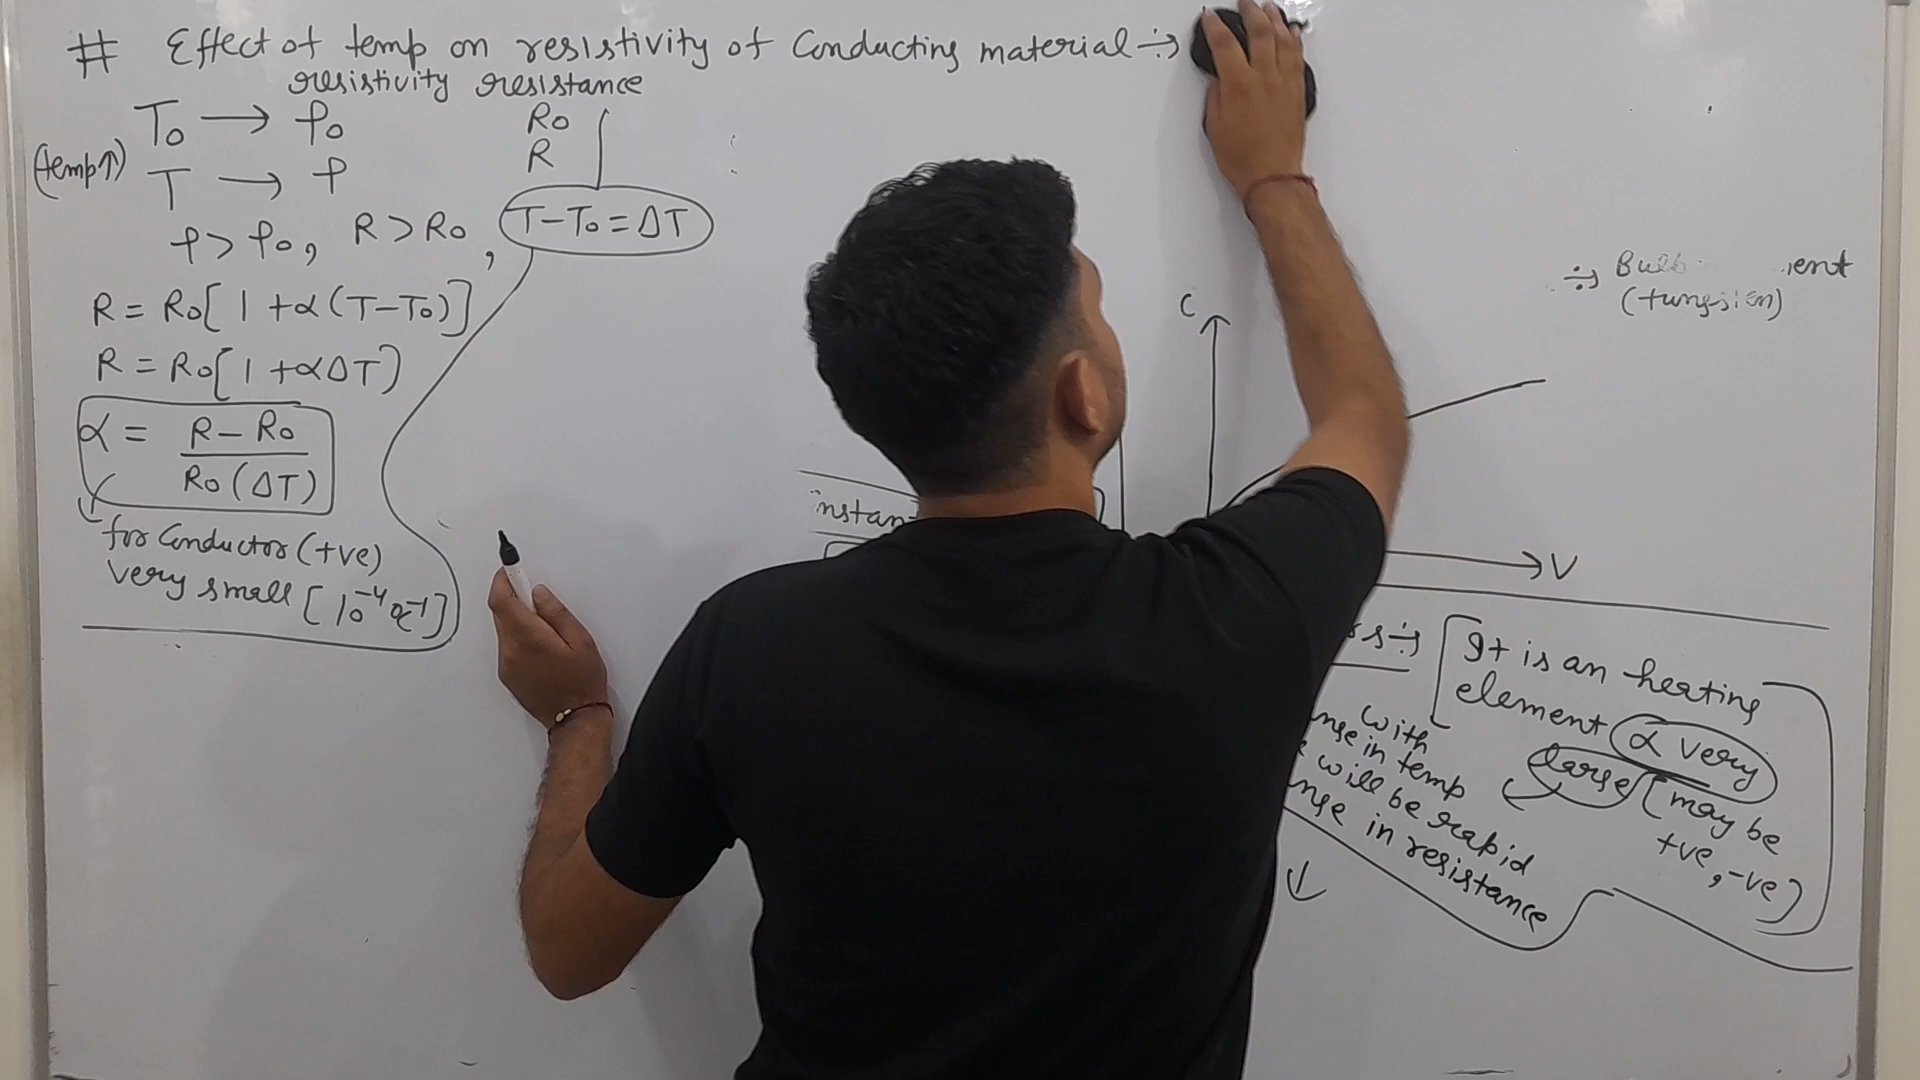 # Effect of temp on resistivity of Conducting material ÷→
resistivity resistance
T₀ → ρ₀ R₀
(temp↑) T → ρ R
ρ > ρ₀, R > R₀, T-T₀ = ΔT
R = R₀[1+α(T-T₀)]
R = R₀[1+αΔT)
α = R-R₀ / R₀(ΔT)
for Conductor (+ve)
very small [10⁻⁴ ⁻¹]
÷→ Bulb
(tungsten)
V
It is an heating
element α very
large [may be
+ve, -ve]
with
in temp
will be rapid
in resistance
↓